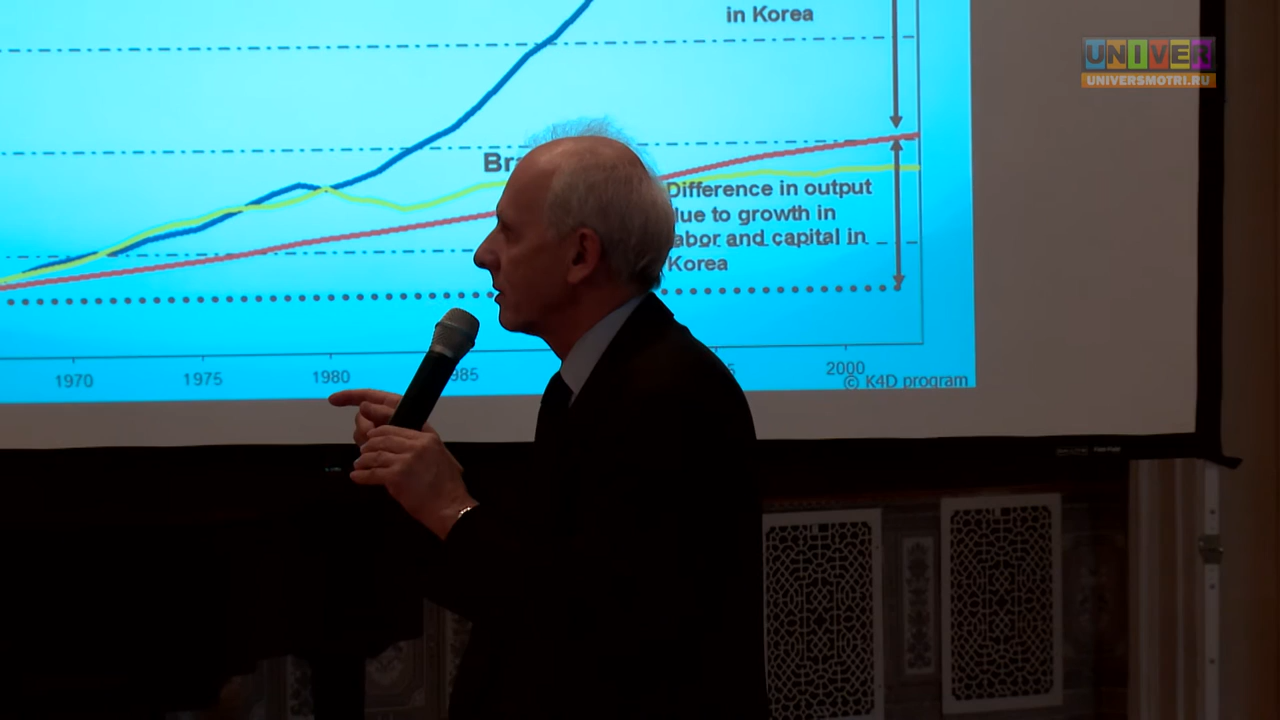 in Korea
UNIVER
UNIVERSMOTRI.RU
Difference in output
due to growth in
labor and capital in
Korea
1970
1975
1980
2000
© K4D program